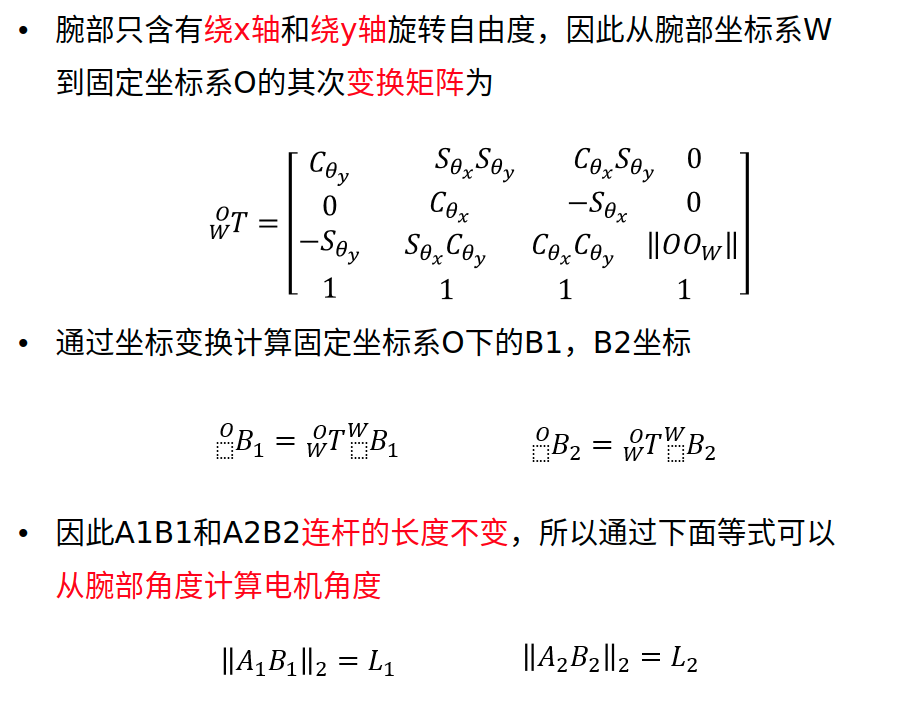 • 腕部只含有绕x轴和绕y轴旋转自由度，因此从腕部坐标系W
到固定坐标系O的其次变换矩阵为
$$^{O}_{W}T = \begin{bmatrix} C_{\theta_y} & S_{\theta_x}S_{\theta_y} & C_{\theta_x}S_{\theta_y} & 0 \\ 0 & C_{\theta_x} & -S_{\theta_x} & 0 \\ -S_{\theta_y} & S_{\theta_x}C_{\theta_y} & C_{\theta_x}C_{\theta_y} & \|OO_W\| \\ 1 & 1 & 1 & 1 \end{bmatrix}$$
• 通过坐标变换计算固定坐标系O下的B1，B2坐标
$^{O}_{□}B_1 = {}^{O}_{W}T\,^{W}_{□}B_1$ $^{O}_{□}B_2 = {}^{O}_{W}T\,^{W}_{□}B_2$
• 因此A1B1和A2B2连杆的长度不变，所以通过下面等式可以
从腕部角度计算电机角度
$\|A_1B_1\|_2 = L_1$ $\|A_2B_2\|_2 = L_2$